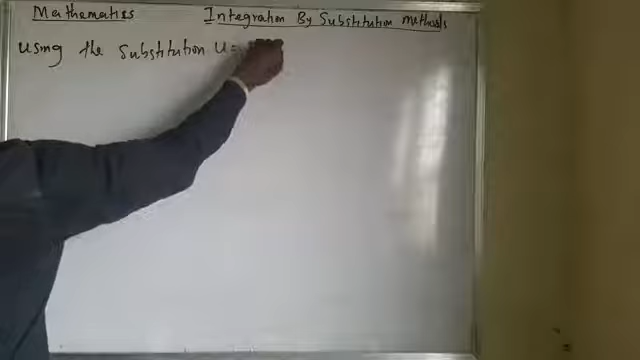 Mathematics
Integration By Substitution methods
Using the Substitution U=